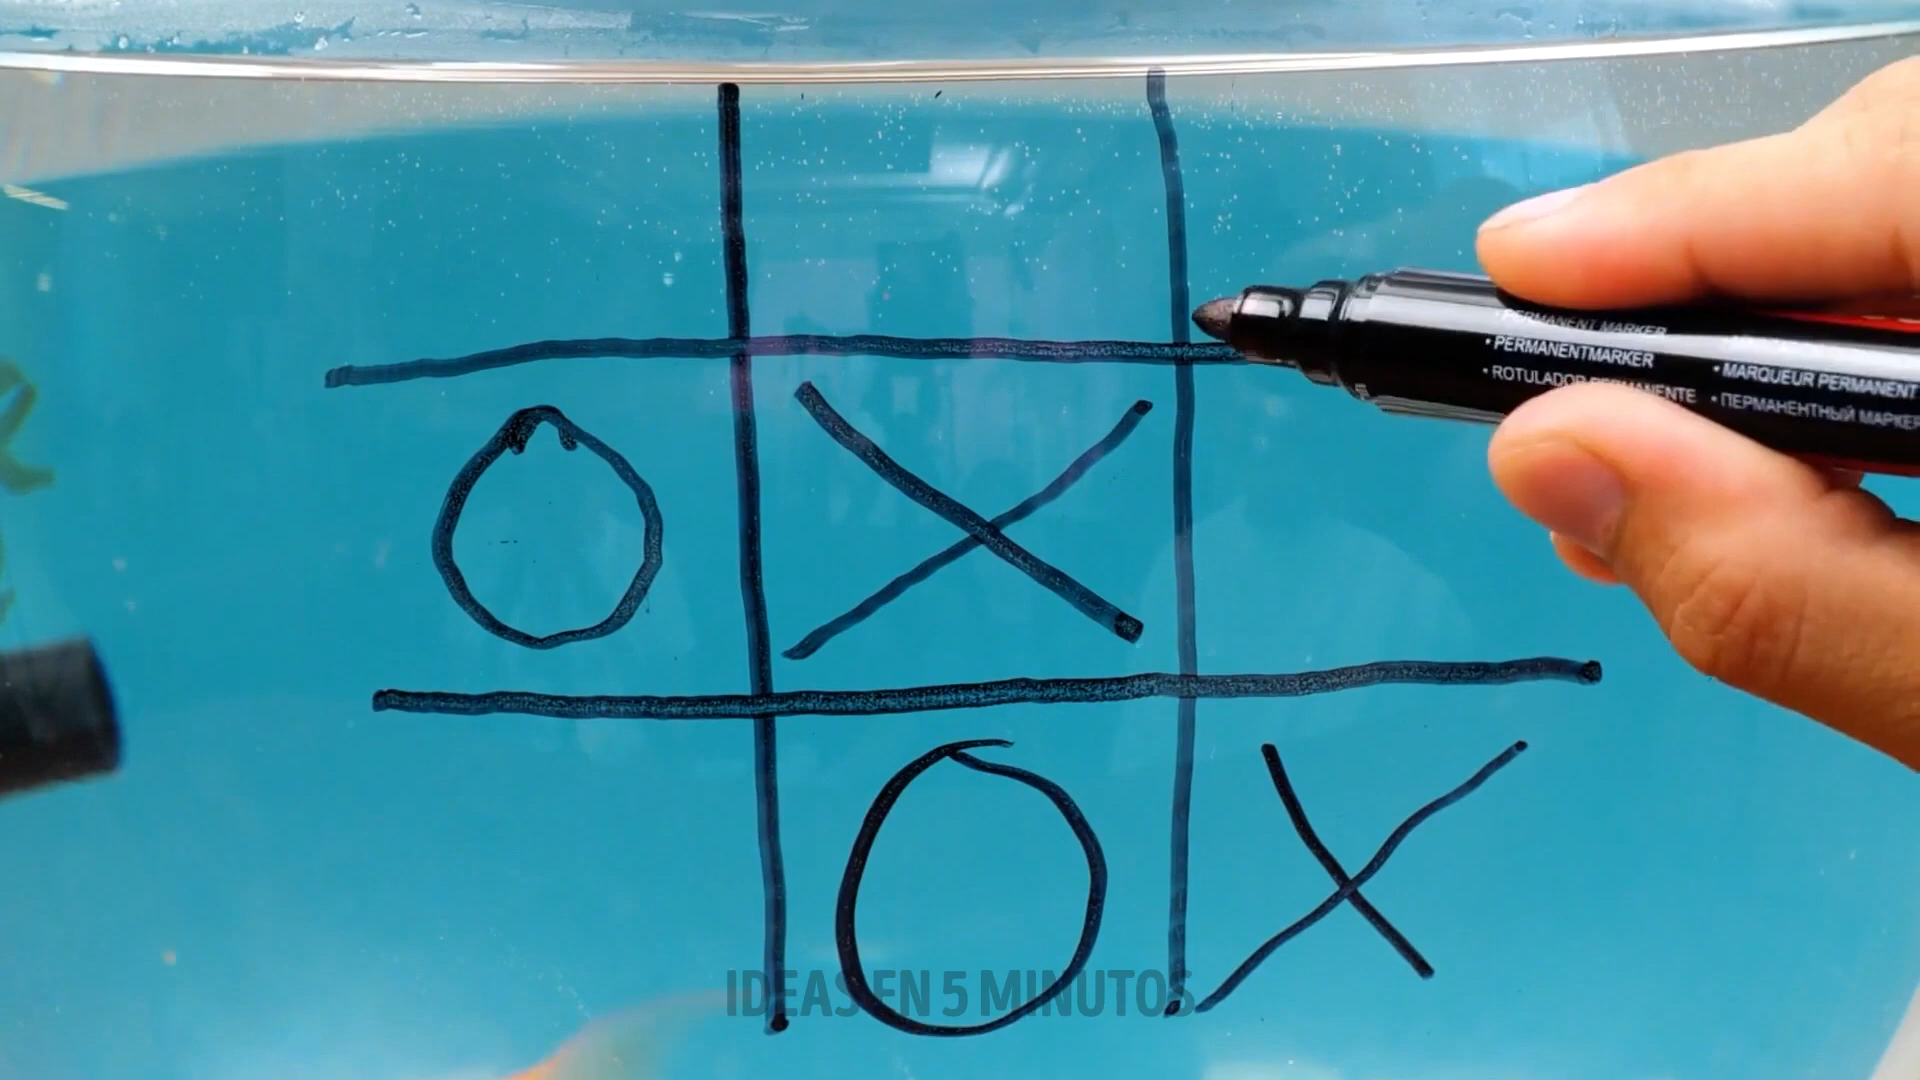 • PERMANENT MARKER
• PERMANENTMARKER
• ROTULADOR PERMANENTE
• MARQUEUR PERMANENT
• ПЕРМАНЕНТНЫЙ МАРКЕР
O X
O X
IDEAS EN 5 MINUTOS